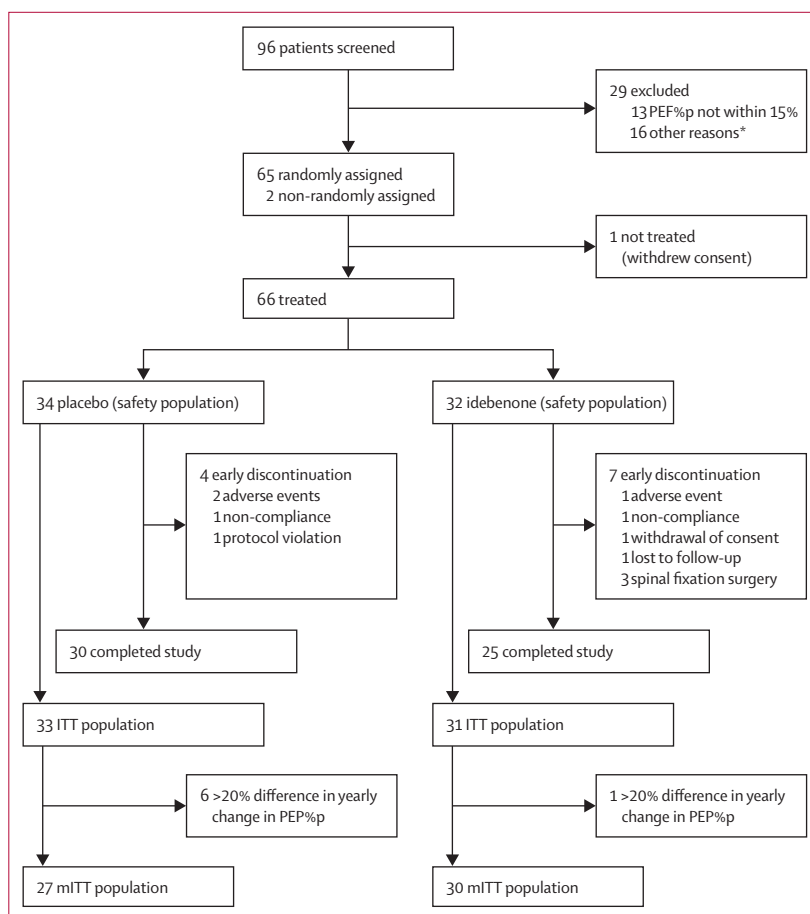 96 patients screened
29 excluded
13 PEF%p not within 15%
16 other reasons*
65 randomly assigned
2 non-randomly assigned
1 not treated
(withdrew consent)
66 treated
34 placebo (safety population)
32 idebenone (safety population)
4 early discontinuation
2 adverse events
1 non-compliance
1 protocol violation
7 early discontinuation
1 adverse event
1 non-compliance
1 withdrawal of consent
1 lost to follow-up
3 spinal fixation surgery
30 completed study
25 completed study
33 ITT population
31 ITT population
6 >20% difference in yearly
change in PEP%p
1 >20% difference in yearly
change in PEP%p
27 mITT population
30 mITT population